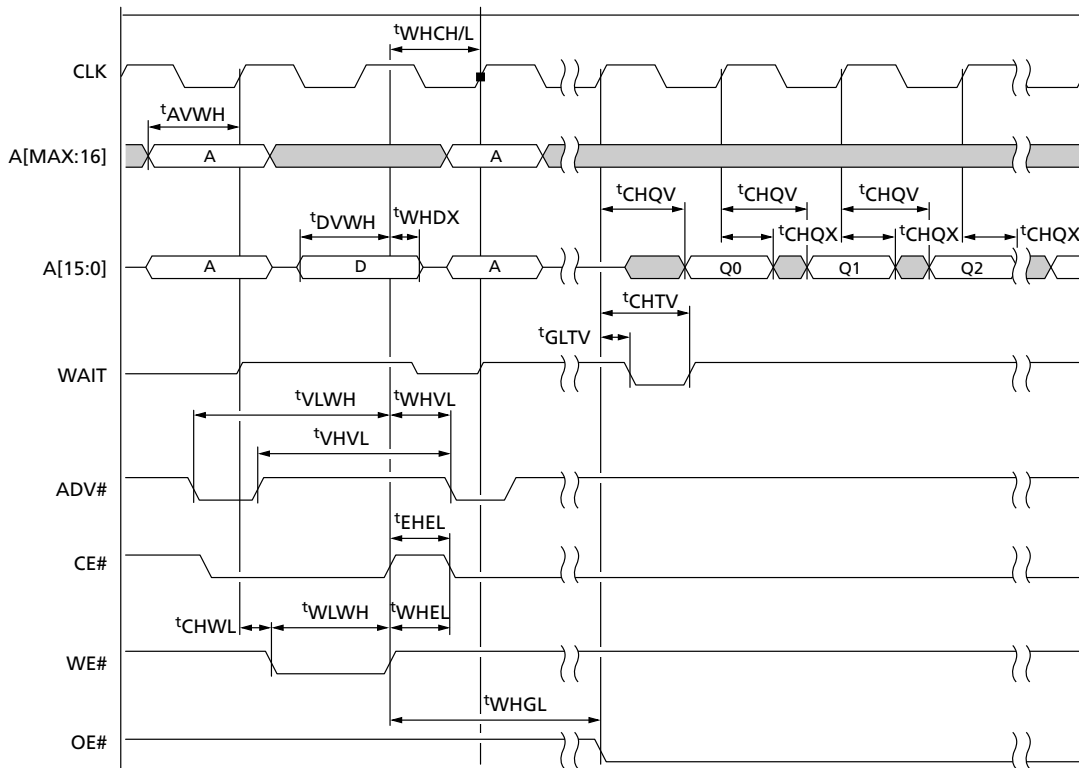 tWHCH/L
CLK
tAVWH
A[MAX:16]
A
A
tCHQV
tCHQV
tCHQV
tDVWH
tWHDX
tCHQX
tCHQX
tCHQX
A[15:0]
A
D
A
Q0
Q1
Q2
tCHTV
tGLTV
WAIT
tVLWH
tWHVL
tVHVL
ADV#
tEHEL
CE#
tCHWL
tWLWH
tWHEL
WE#
tWHGL
OE#